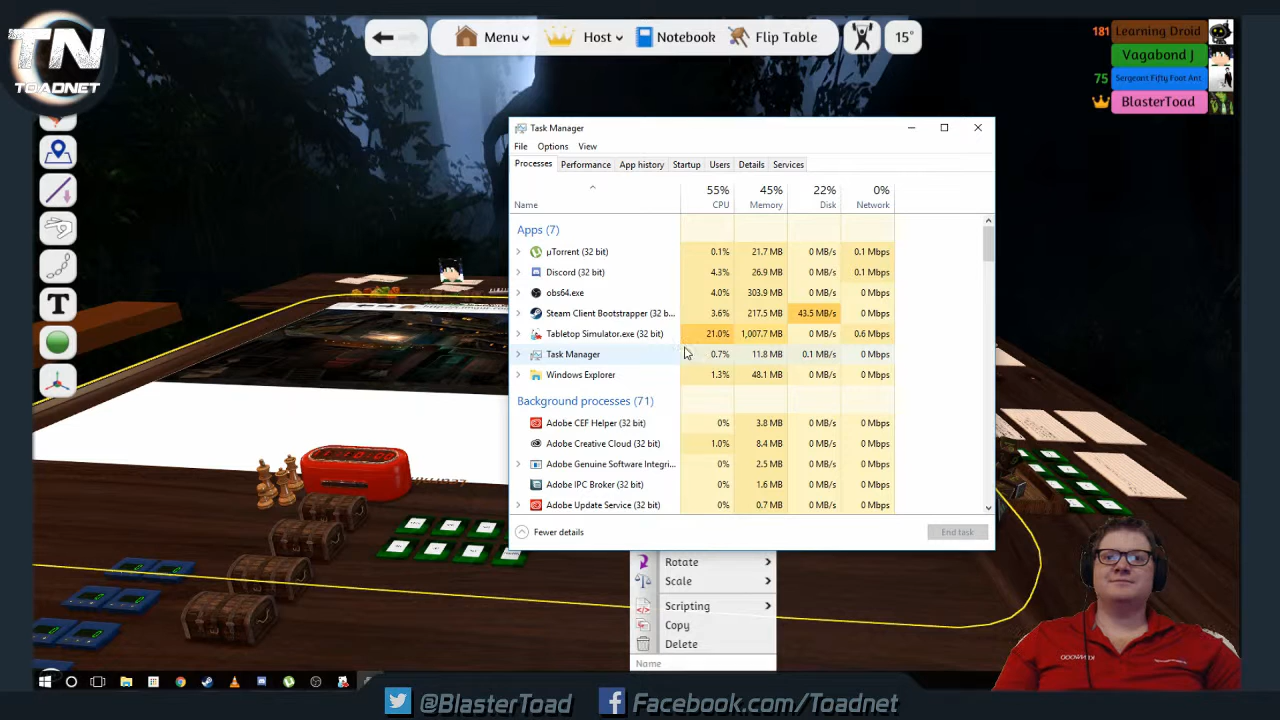 TN
TOADNET
Menu
Host
Notebook
Flip Table
15°
181 Learning Droid
Vagabond J
75 Sergeant Fifty Foot Ant
BlasterToad
Task Manager
File Options View
Processes Performance App history Startup Users Details Services
55% 45% 22% 0%
Name CPU Memory Disk Network
Apps (7)
µTorrent (32 bit) 0.1% 21.7 MB 0 MB/s 0.1 Mbps
Discord (32 bit) 4.3% 26.9 MB 0 MB/s 0.1 Mbps
obs64.exe 4.0% 303.9 MB 0 MB/s 0 Mbps
Steam Client Bootstrapper (32 b... 3.6% 217.5 MB 43.5 MB/s 0 Mbps
Tabletop Simulator.exe (32 bit) 21.0% 1,007.7 MB 0 MB/s 0.6 Mbps
Task Manager 0.7% 11.8 MB 0.1 MB/s 0 Mbps
Windows Explorer 1.3% 48.1 MB 0 MB/s 0 Mbps
Background processes (71)
Adobe CEF Helper (32 bit) 0% 3.8 MB 0 MB/s 0 Mbps
Adobe Creative Cloud (32 bit) 1.0% 8.4 MB 0 MB/s 0 Mbps
Adobe Genuine Software Integri... 0% 2.5 MB 0 MB/s 0 Mbps
Adobe IPC Broker (32 bit) 0% 1.6 MB 0 MB/s 0 Mbps
Adobe Update Service (32 bit) 0% 0.7 MB 0 MB/s 0 Mbps
Fewer details
End task
T
Rotate
Scale
Scripting
Copy
Delete
Name
@BlasterToad
Facebook.com/Toadnet